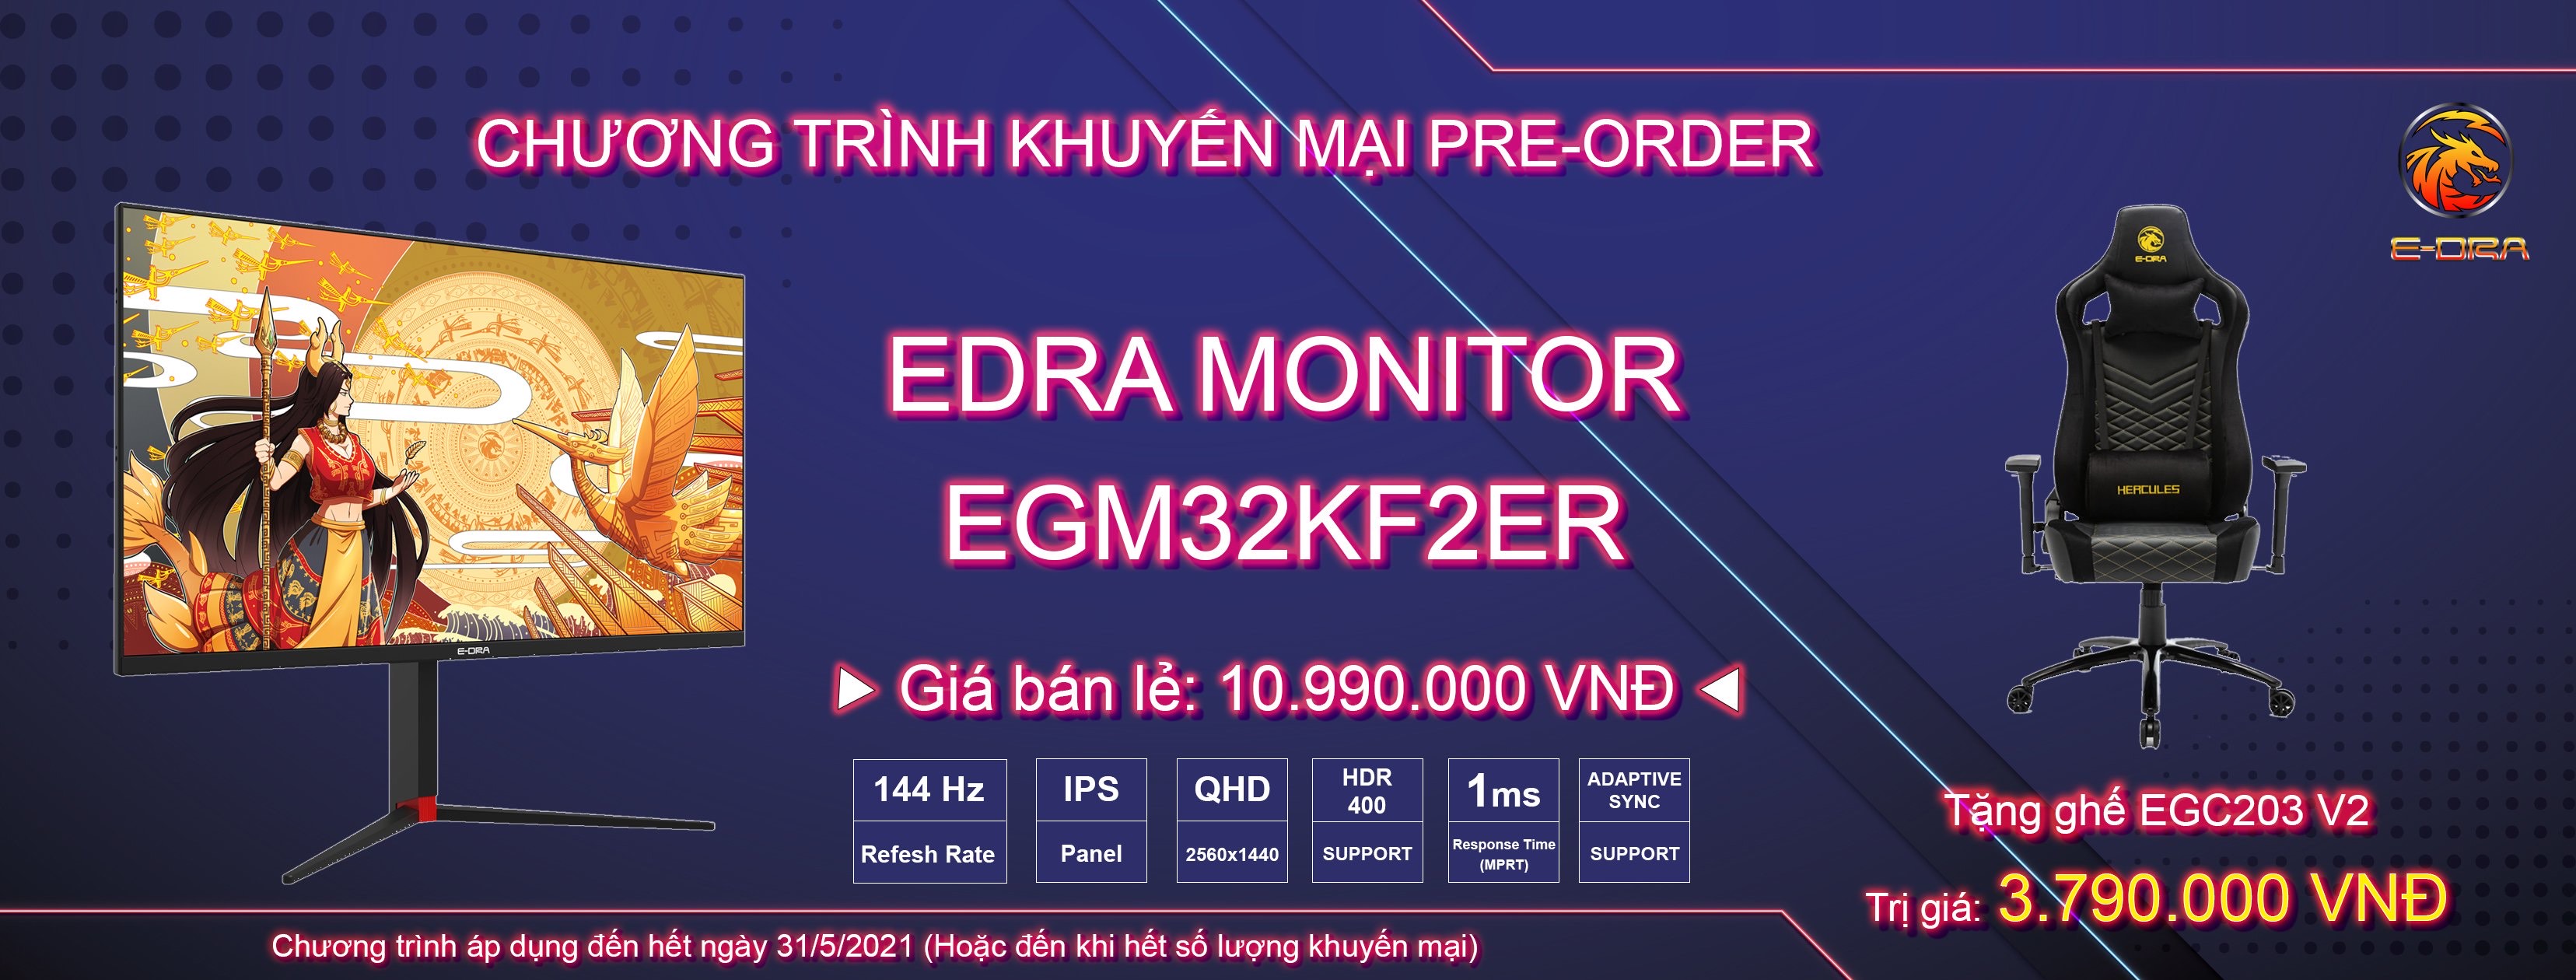 CHƯƠNG TRÌNH KHUYẾN MẠI PRE-ORDER
E-DRA
E-DRA
EDRA MONITOR
EGM32KF2ER
HERCULES
E-DRA
Giá bán lẻ: 10.990.000 VNĐ
144 Hz
Refesh Rate
IPS
Panel
QHD
2560x1440
HDR
400
SUPPORT
1ms
Response Time
(MPRT)
ADAPTIVE
SYNC
SUPPORT
Tặng ghế EGC203 V2
Trị giá: 3.790.000 VNĐ
Chương trình áp dụng đến hết ngày 31/5/2021 (Hoặc đến khi hết số lượng khuyến mại)